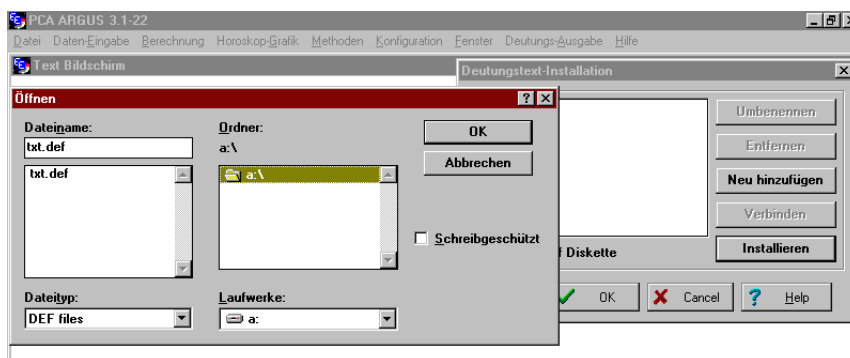 PCA ARGUS 3.1-22
Datei Daten-Eingabe Berechnung Horoskop-Grafik Methoden Konfiguration Fenster Deutungs-Ausgabe Hilfe
Text Bildschirm
Deutungstext-Installation
Öffnen
Dateiname:
txt.def
txt.def
Dateityp:
DEF files
Ordner:
a:\
a:\
Laufwerke:
a:
OK
Abbrechen
Schreibgeschützt
Umbenennen
Entfernen
Neu hinzufügen
Verbinden
Installieren
Diskette
OK
Cancel
Help